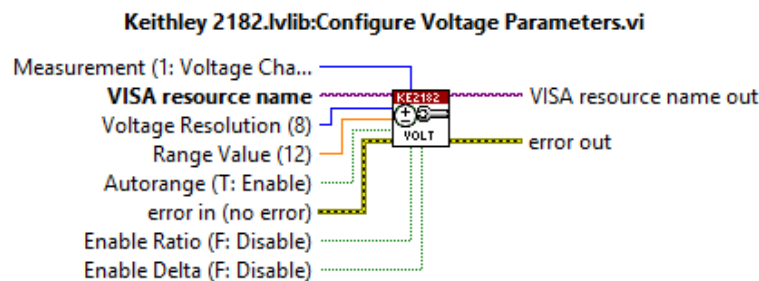 Keithley 2182.lvlib:Configure Voltage Parameters.vi
Measurement (1: Voltage Cha...
VISA resource name
KE2182
VISA resource name out
Voltage Resolution (8)
Range Value (12)
VOLT
error out
Autorange (T: Enable)
error in (no error)
Enable Ratio (F: Disable)
Enable Delta (F: Disable)